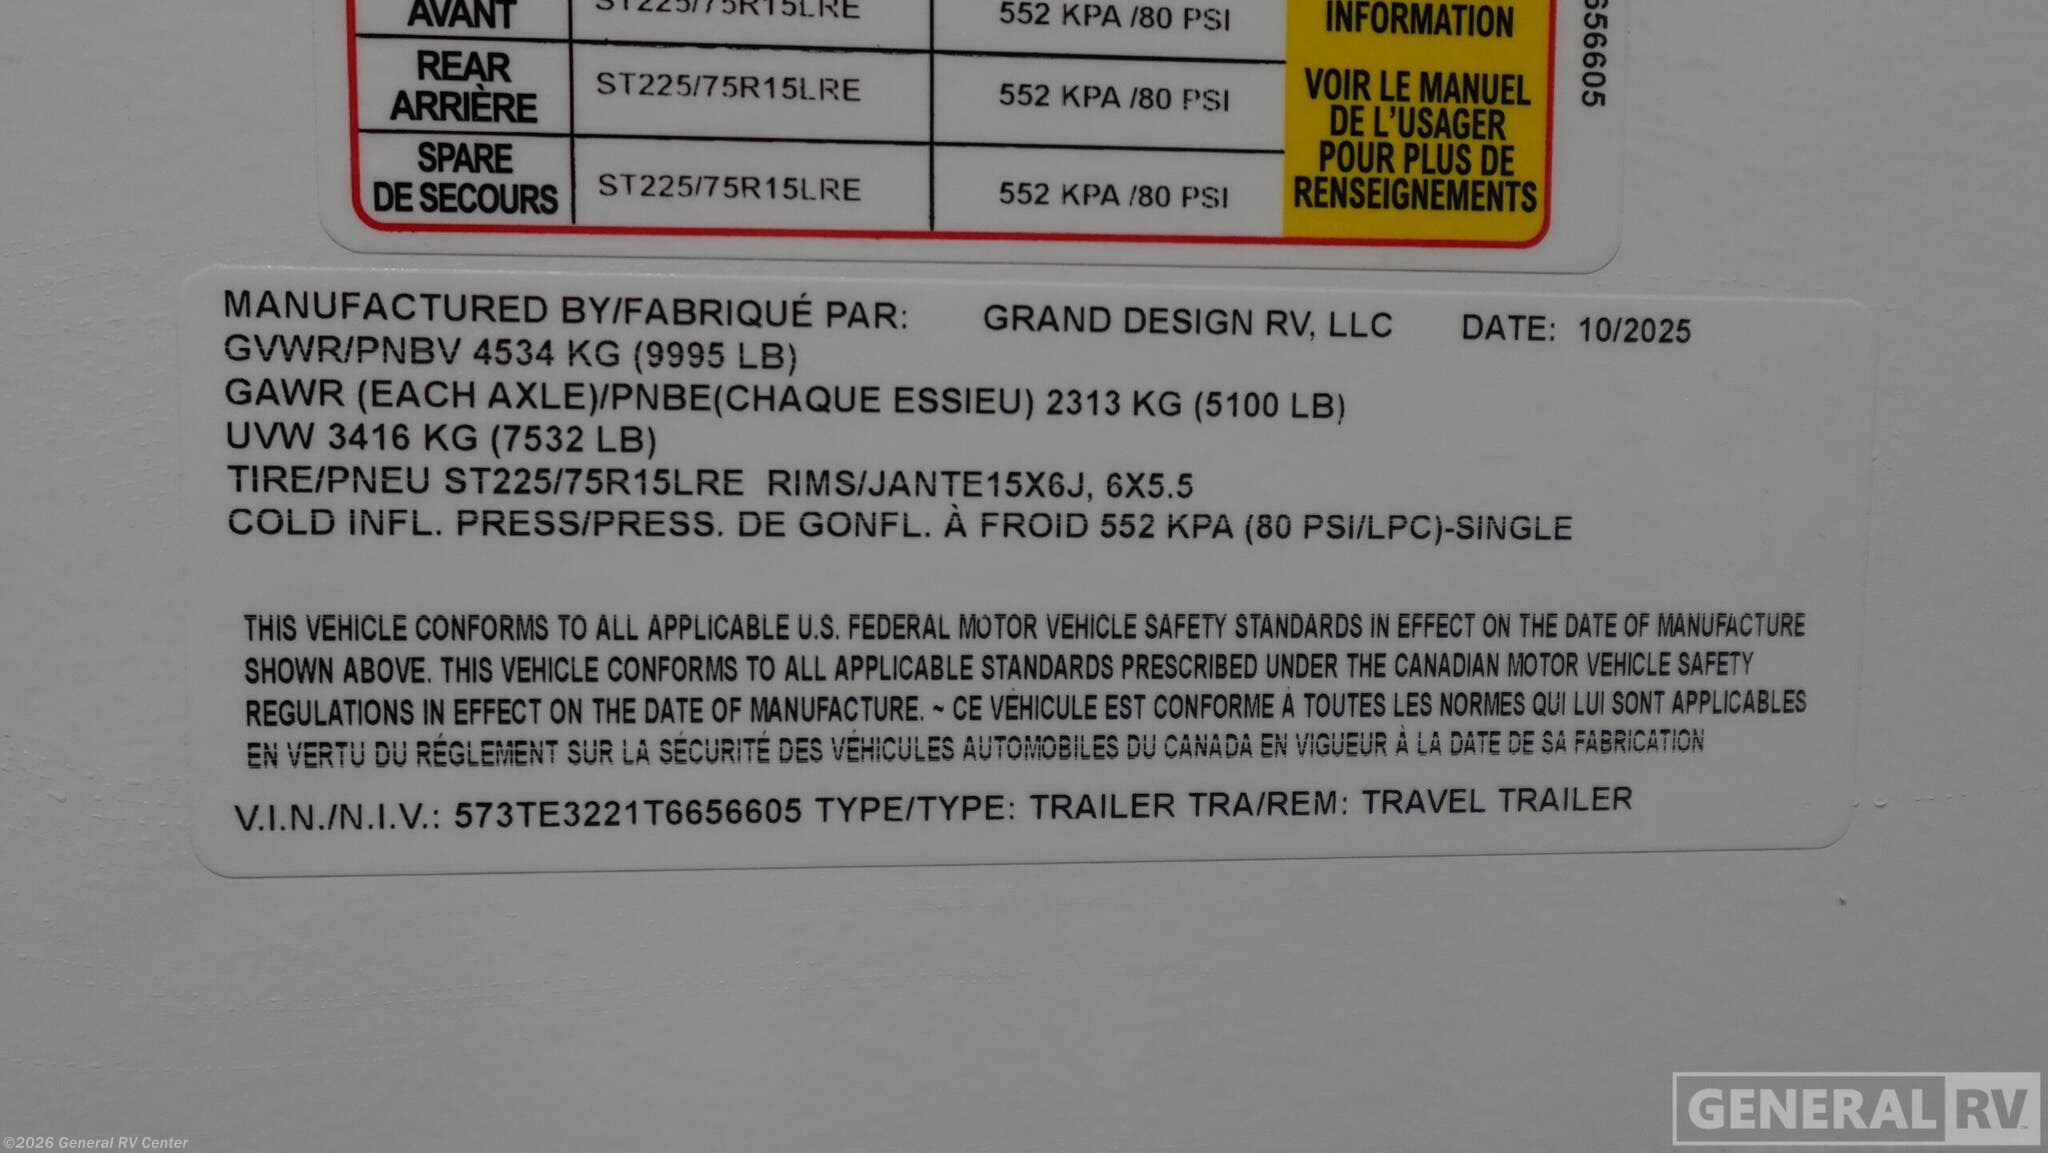 AVANT ST225/75R15LRE 552 KPA /80 PSI INFORMATION
REAR
ARRIÈRE ST225/75R15LRE 552 KPA /80 PSI
VOIR LE MANUEL
DE L'USAGER
POUR PLUS DE
RENSEIGNEMENTS
SPARE
DE SECOURS ST225/75R15LRE 552 KPA /80 PSI
656605
MANUFACTURED BY/FABRIQUÉ PAR: GRAND DESIGN RV, LLC DATE: 10/2025
GVWR/PNBV 4534 KG (9995 LB)
GAWR (EACH AXLE)/PNBE(CHAQUE ESSIEU) 2313 KG (5100 LB)
UVW 3416 KG (7532 LB)
TIRE/PNEU ST225/75R15LRE RIMS/JANTE15X6J, 6X5.5
COLD INFL. PRESS/PRESS. DE GONFL. À FROID 552 KPA (80 PSI/LPC)-SINGLE
THIS VEHICLE CONFORMS TO ALL APPLICABLE U.S. FEDERAL MOTOR VEHICLE SAFETY STANDARDS IN EFFECT ON THE DATE OF MANUFACTURE
SHOWN ABOVE. THIS VEHICLE CONFORMS TO ALL APPLICABLE STANDARDS PRESCRIBED UNDER THE CANADIAN MOTOR VEHICLE SAFETY
REGULATIONS IN EFFECT ON THE DATE OF MANUFACTURE. ~ CE VÉHICULE EST CONFORME À TOUTES LES NORMES QUI LUI SONT APPLICABLES
EN VERTU DU RÉGLEMENT SUR LA SÉCURITÉ DES VÉHICULES AUTOMOBILES DU CANADA EN VIGUEUR À LA DATE DE SA FABRICATION
V.I.N./N.I.V.: 573TE3221T6656605 TYPE/TYPE: TRAILER TRA/REM: TRAVEL TRAILER
GENERAL RV
©2026 General RV Center